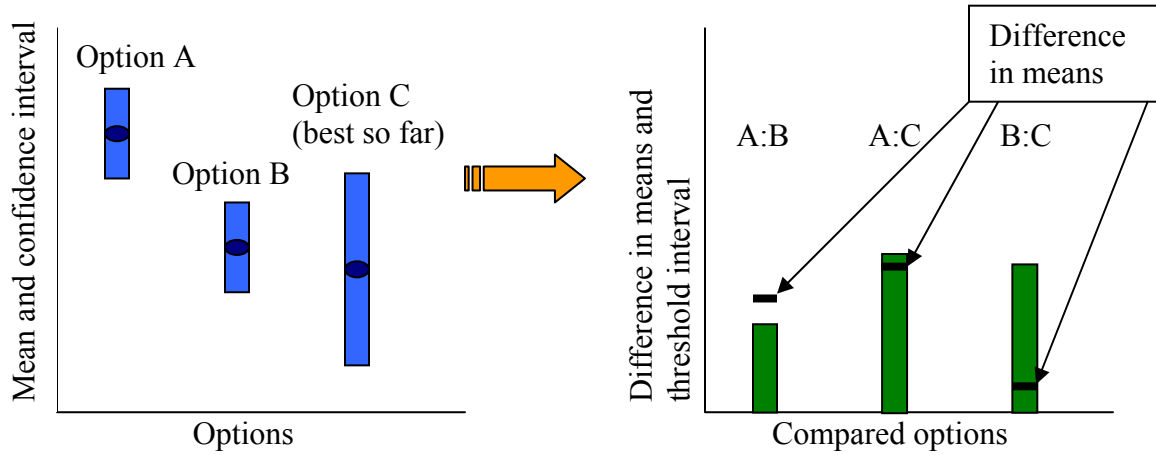 Mean and confidence interval
Option A
Option B
Option C
(best so far)
Options
Difference in means and
threshold interval
Difference
in means
A:B
A:C
B:C
Compared options